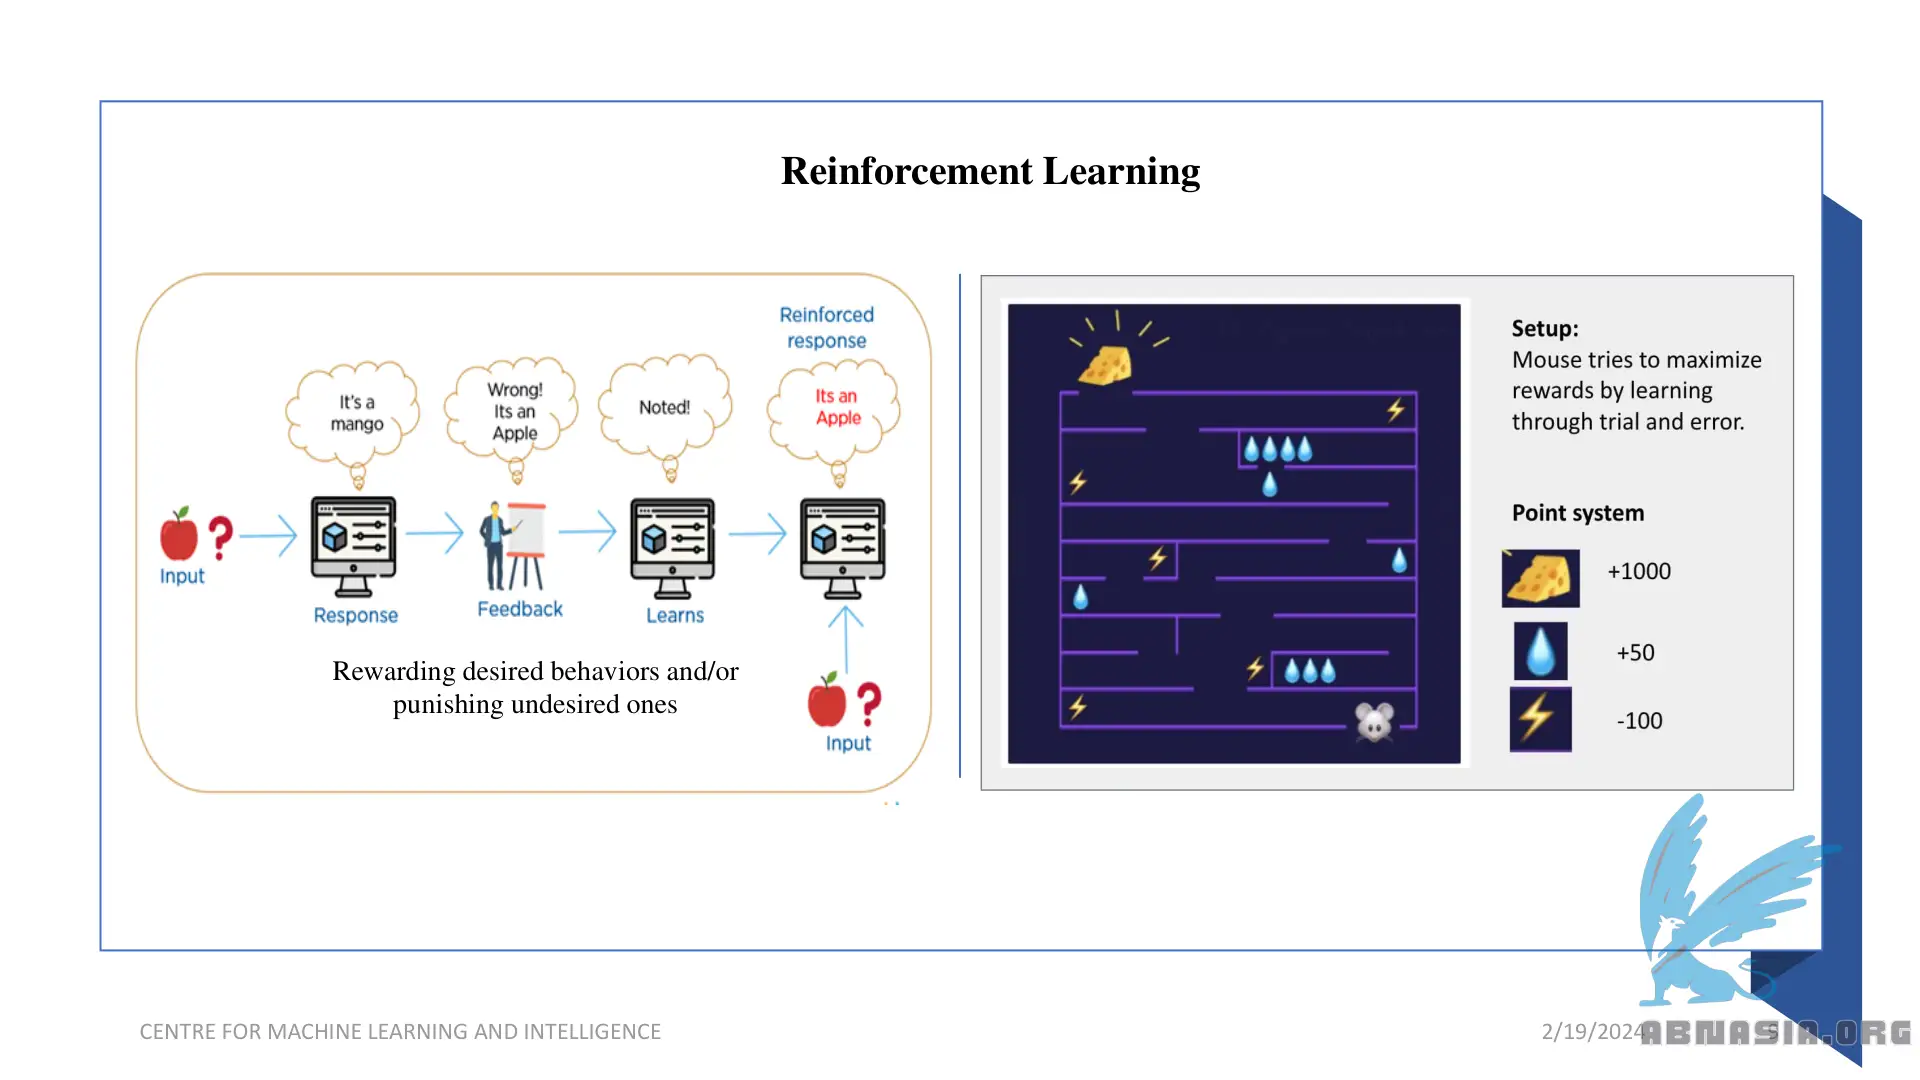 Reinforcement Learning
Reinforced
response
It's a
mango
Wrong!
Its an
Apple
Noted!
Its an
Apple
Input
Response
Feedback
Learns
Rewarding desired behaviors and/or
punishing undesired ones
Input
Setup:
Mouse tries to maximize
rewards by learning
through trial and error.
Point system
+1000
+50
-100
CENTRE FOR MACHINE LEARNING AND INTELLIGENCE
2/19/2024
9
ABNASIA.ORG